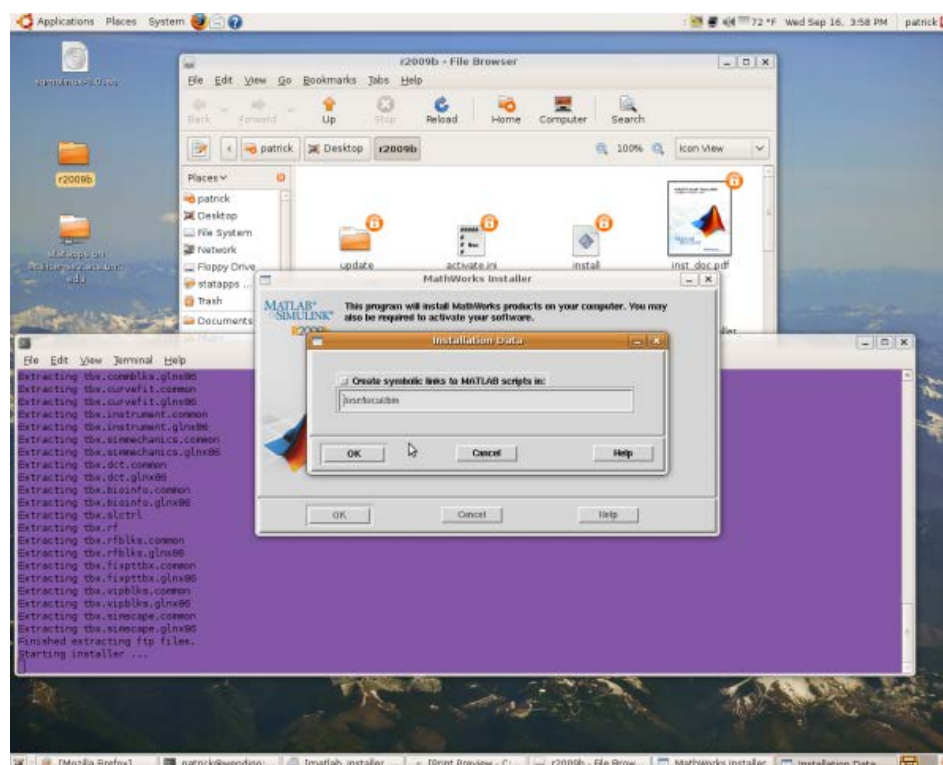 Applications Places System
72 °F Wed Sep 16, 3:58 PM patrick
r2009b - File Browser
File Edit View Go Bookmarks Tabs Help
Back Forward Up Stop Reload Home Computer Search
patrick Desktop r2009b 100% Icon View
r2009b
Places
patrick
Desktop
File System
Network
Floppy Drive
statapps ...
Trash
Documents
update activate.ini install inst_doc.pdf
MathWorks Installer
MATLAB®
SIMULINK®
R2009b
This program will install MathWorks products on your computer. You may
also be required to activate your software.
Installation Data
Create symbolic links to MATLAB scripts in:
/usr/local/bin
OK Cancel Help
OK Cancel Help
File Edit View Terminal Help
Extracting tbx.commblks.glnx86
Extracting tbx.curvefit.common
Extracting tbx.curvefit.glnx86
Extracting tbx.instrument.common
Extracting tbx.instrument.glnx86
Extracting tbx.simmechanics.common
Extracting tbx.simmechanics.glnx86
Extracting tbx.dct.common
Extracting tbx.dct.glnx86
Extracting tbx.bioinfo.common
Extracting tbx.bioinfo.glnx86
Extracting tbx.slctrl
Extracting tbx.rf
Extracting tbx.rfblks.common
Extracting tbx.rfblks.glnx86
Extracting tbx.fixpttbx.common
Extracting tbx.fixpttbx.glnx86
Extracting tbx.vipblks.common
Extracting tbx.vipblks.glnx86
Extracting tbx.simscape.common
Extracting tbx.simscape.glnx86
Finished extracting ftp files.
Starting installer ...
[Mozilla Firefox] [matlab_installer ... [Print Preview - C: r2009b - File Brow... MathWorks Installer Installation Data